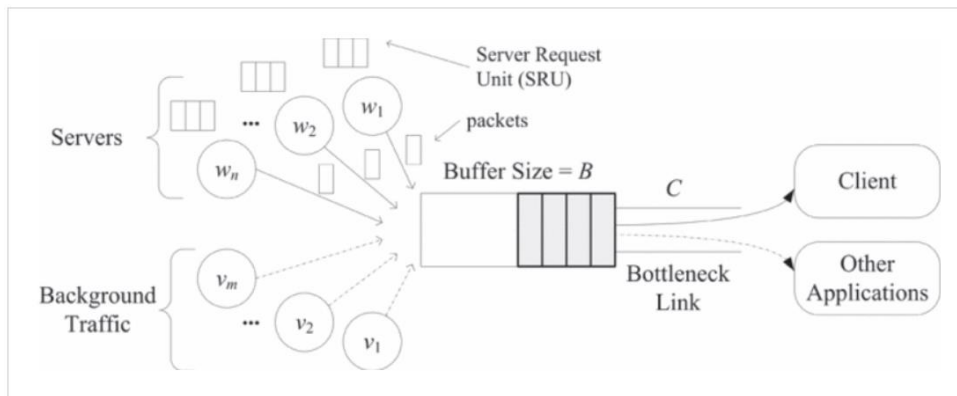 Server Request
Unit (SRU)
packets
Servers
...
w1
w2
wn
Buffer Size = B
C
Client
Bottleneck
Link
Other
Applications
Background
Traffic
vm
...
v2
v1